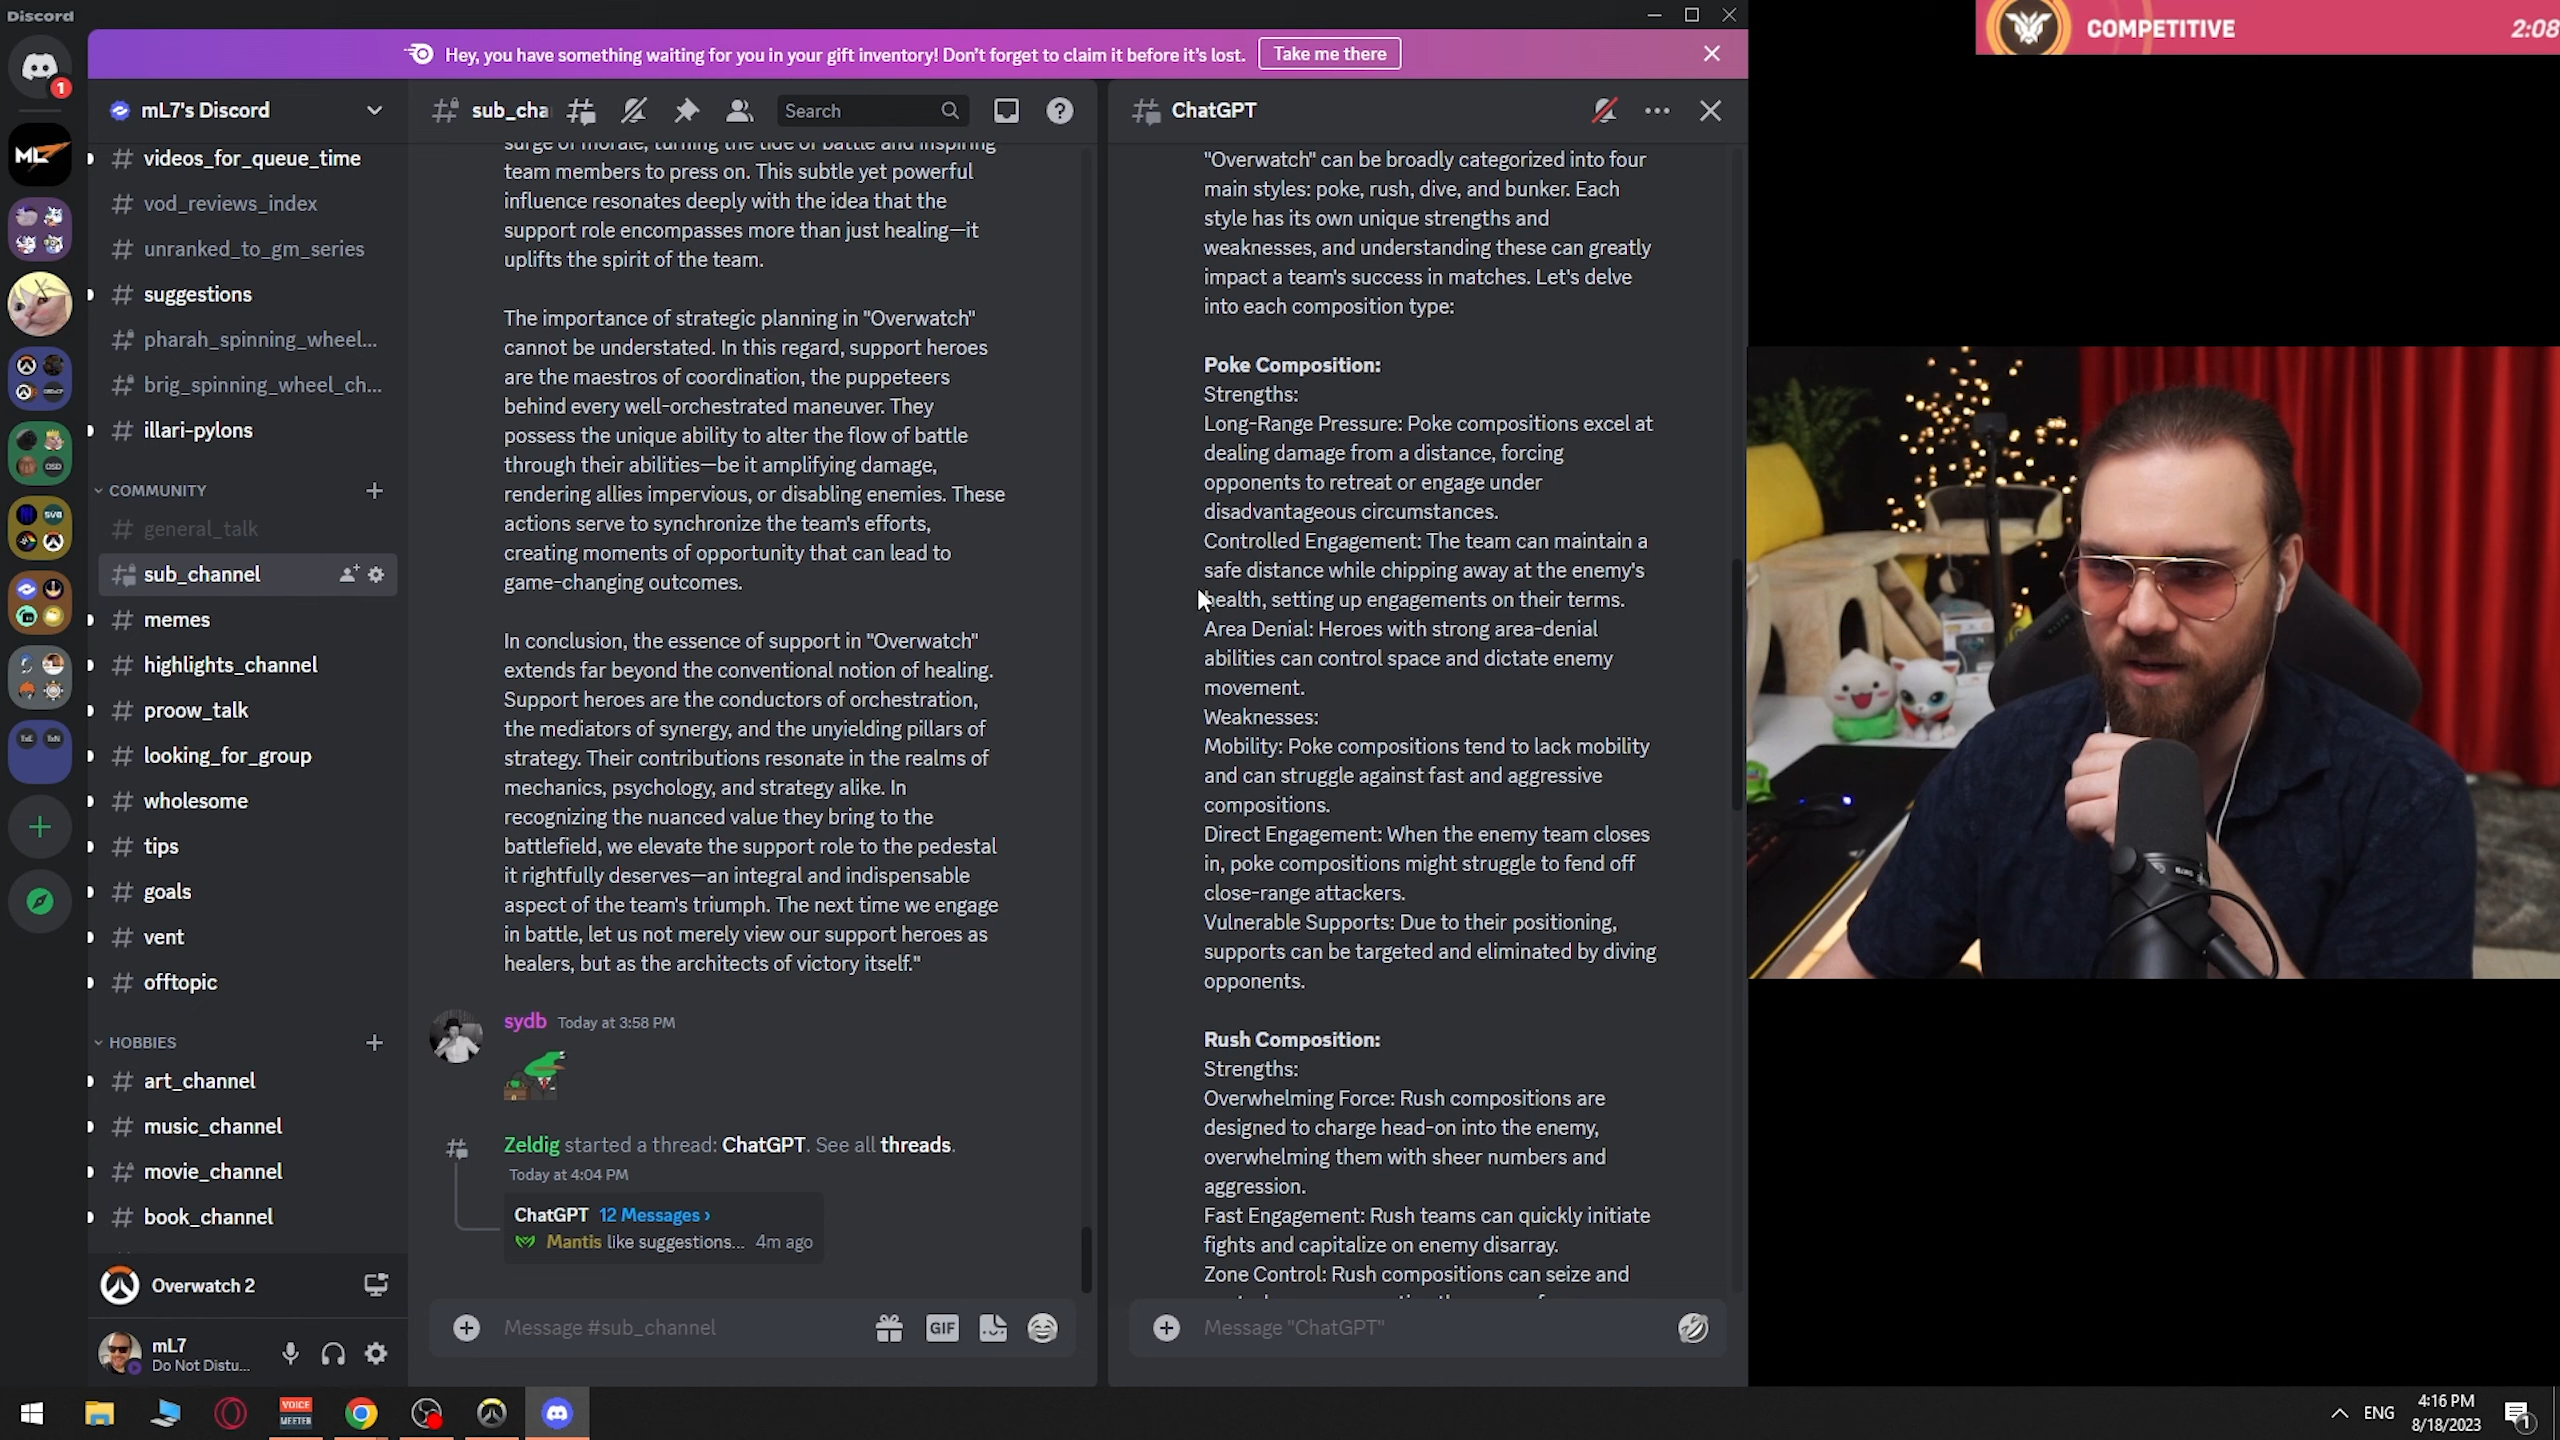 Discord
Hey, you have something waiting for you in your gift inventory! Don't forget to claim it before it's lost.
Take me there
COMPETITIVE
2:08
1
mL7's Discord
videos_for_queue_time
vod_reviews_index
unranked_to_gm_series
suggestions
pharah_spinning_wheel...
brig_spinning_wheel_ch...
illari-pylons
COMMUNITY
general_talk
sub_channel
memes
highlights_channel
proow_talk
looking_for_group
wholesome
tips
goals
vent
offtopic
HOBBIES
art_channel
music_channel
movie_channel
book_channel
Overwatch 2
mL7
Do Not Distu...
sub_cha
Search
surge of morale, turning the tide of battle and inspiring
team members to press on. This subtle yet powerful
influence resonates deeply with the idea that the
support role encompasses more than just healing—it
uplifts the spirit of the team.
The importance of strategic planning in "Overwatch"
cannot be understated. In this regard, support heroes
are the maestros of coordination, the puppeteers
behind every well-orchestrated maneuver. They
possess the unique ability to alter the flow of battle
through their abilities—be it amplifying damage,
rendering allies impervious, or disabling enemies. These
actions serve to synchronize the team's efforts,
creating moments of opportunity that can lead to
game-changing outcomes.
In conclusion, the essence of support in "Overwatch"
extends far beyond the conventional notion of healing.
Support heroes are the conductors of orchestration,
the mediators of synergy, and the unyielding pillars of
strategy. Their contributions resonate in the realms of
mechanics, psychology, and strategy alike. In
recognizing the nuanced value they bring to the
battlefield, we elevate the support role to the pedestal
it rightfully deserves—an integral and indispensable
aspect of the team's triumph. The next time we engage
in battle, let us not merely view our support heroes as
healers, but as the architects of victory itself."
sydb Today at 3:58 PM
Zeldig started a thread: ChatGPT. See all threads.
Today at 4:04 PM
ChatGPT 12 Messages ›
Mantis like suggestions... 4m ago
Message #sub_channel
GIF
ChatGPT
"Overwatch" can be broadly categorized into four
main styles: poke, rush, dive, and bunker. Each
style has its own unique strengths and
weaknesses, and understanding these can greatly
impact a team's success in matches. Let's delve
into each composition type:
Poke Composition:
Strengths:
Long-Range Pressure: Poke compositions excel at
dealing damage from a distance, forcing
opponents to retreat or engage under
disadvantageous circumstances.
Controlled Engagement: The team can maintain a
safe distance while chipping away at the enemy's
health, setting up engagements on their terms.
Area Denial: Heroes with strong area-denial
abilities can control space and dictate enemy
movement.
Weaknesses:
Mobility: Poke compositions tend to lack mobility
and can struggle against fast and aggressive
compositions.
Direct Engagement: When the enemy team closes
in, poke compositions might struggle to fend off
close-range attackers.
Vulnerable Supports: Due to their positioning,
supports can be targeted and eliminated by diving
opponents.
Rush Composition:
Strengths:
Overwhelming Force: Rush compositions are
designed to charge head-on into the enemy,
overwhelming them with sheer numbers and
aggression.
Fast Engagement: Rush teams can quickly initiate
fights and capitalize on enemy disarray.
Zone Control: Rush compositions can seize and
Message "ChatGPT"
VOICE
MEETER
ENG
4:16 PM
8/18/2023
1